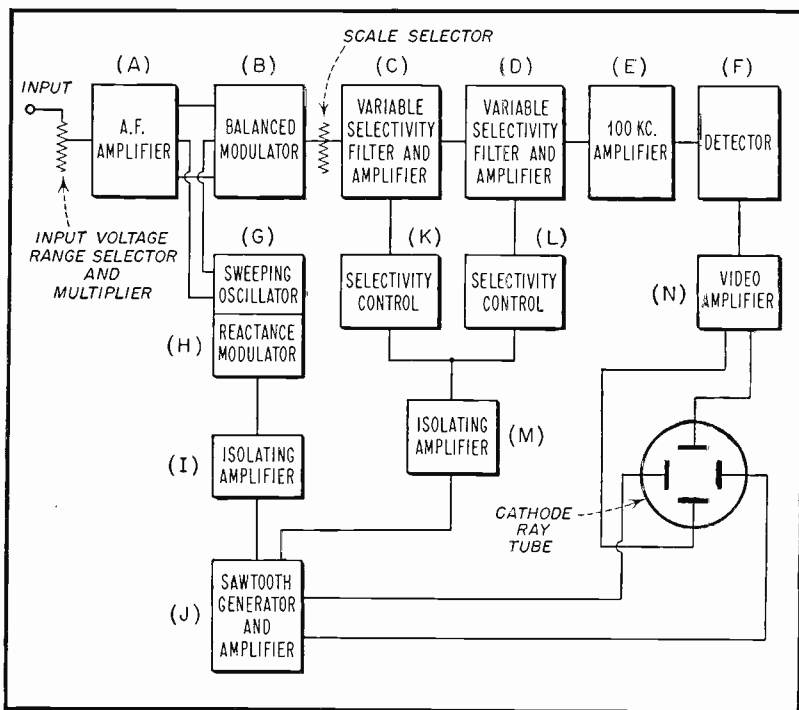 SCALE SELECTOR
(A)
(B)
(C)
(D)
(E)
(F)
INPUT
A.F.
AMPLIFIER
BALANCED
MODULATOR
VARIABLE
SELECTIVITY
FILTER AND
AMPLIFIER
VARIABLE
SELECTIVITY
FILTER AND
AMPLIFIER
100 KC.
AMPLIFIER
DETECTOR
INPUT VOLTAGE
RANGE SELECTOR
AND
MULTIPLIER
(G)
SWEEPING
OSCILLATOR
(H)
REACTANCE
MODULATOR
(K)
SELECTIVITY
CONTROL
(L)
SELECTIVITY
CONTROL
(N)
VIDEO
AMPLIFIER
(I)
ISOLATING
AMPLIFIER
ISOLATING
AMPLIFIER
(M)
CATHODE
RAY
TUBE
(J)
SAWTOOTH
GENERATOR
AND
AMPLIFIER